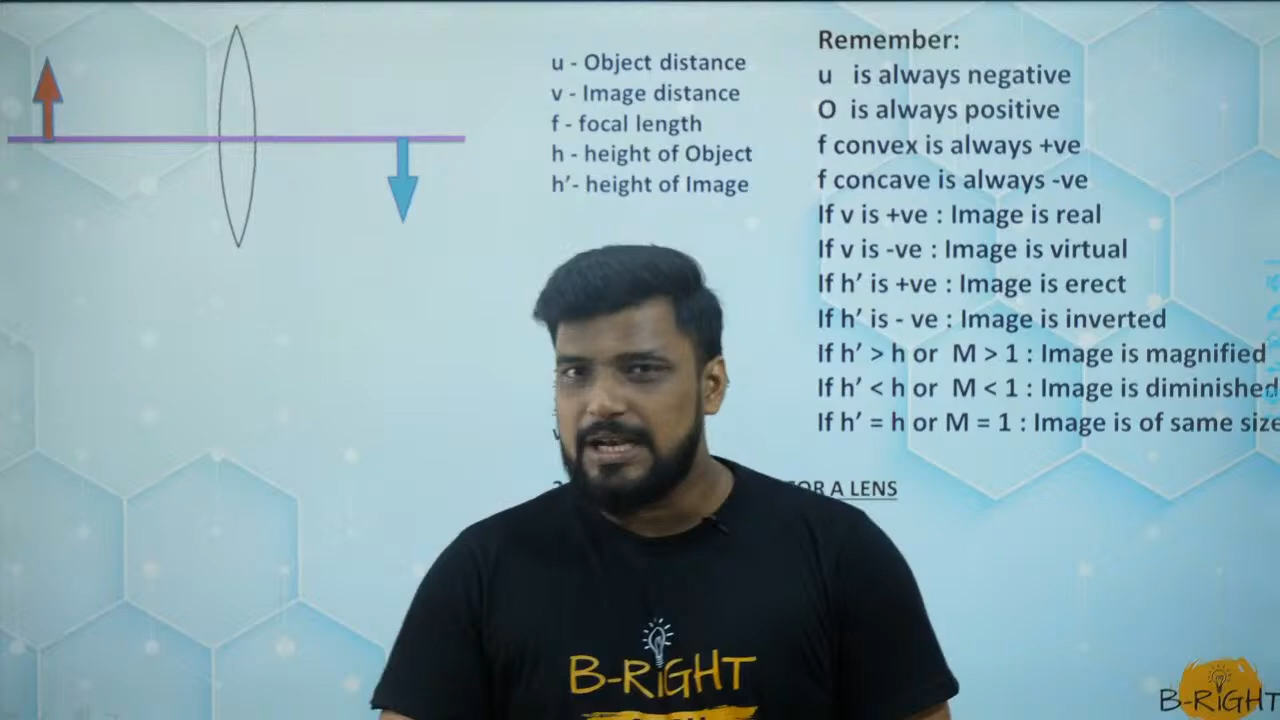 u - Object distance
v - Image distance
f - focal length
h - height of Object
h’- height of Image
Remember:
u is always negative
O is always positive
f convex is always +ve
f concave is always -ve
If v is +ve : Image is real
If v is -ve : Image is virtual
If h’ is +ve : Image is erect
If h’ is - ve : Image is inverted
If h’ > h or M > 1 : Image is magnified
If h’ < h or M < 1 : Image is diminished
If h’ = h or M = 1 : Image is of same size
A LENS
B-RIGHT
B-RIGHT